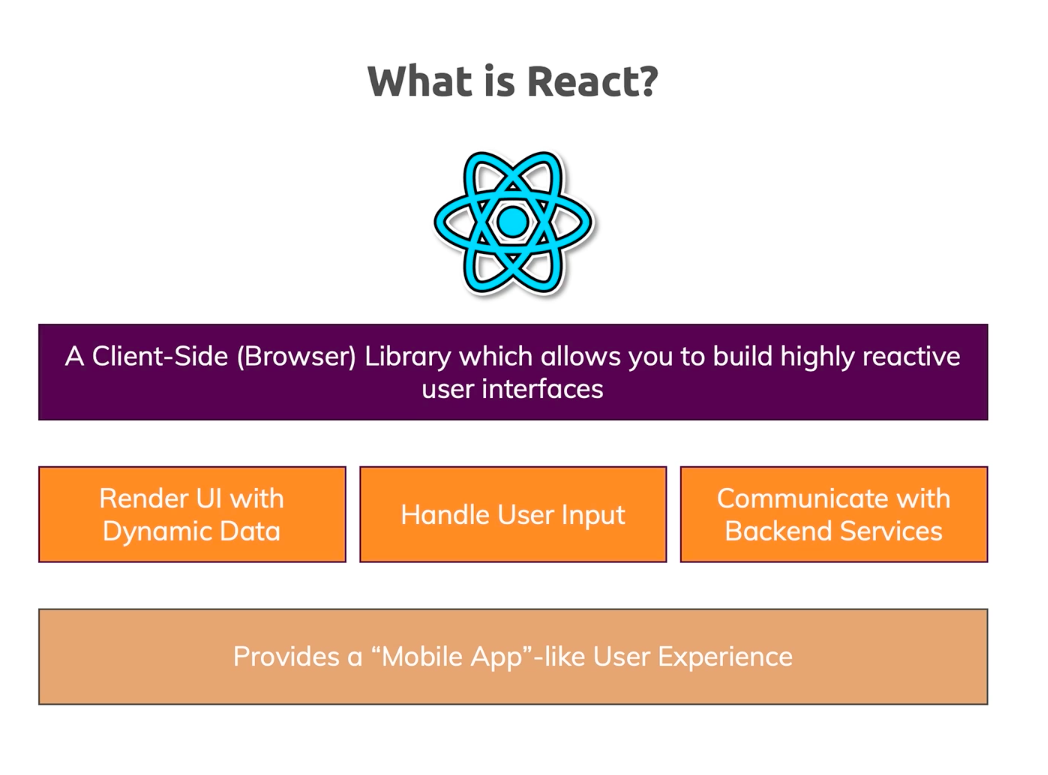 What is React?
A Client-Side (Browser) Library which allows you to build highly reactive
user interfaces
Render UI with
Dynamic Data
Handle User Input
Communicate with
Backend Services
Provides a “Mobile App”-like User Experience